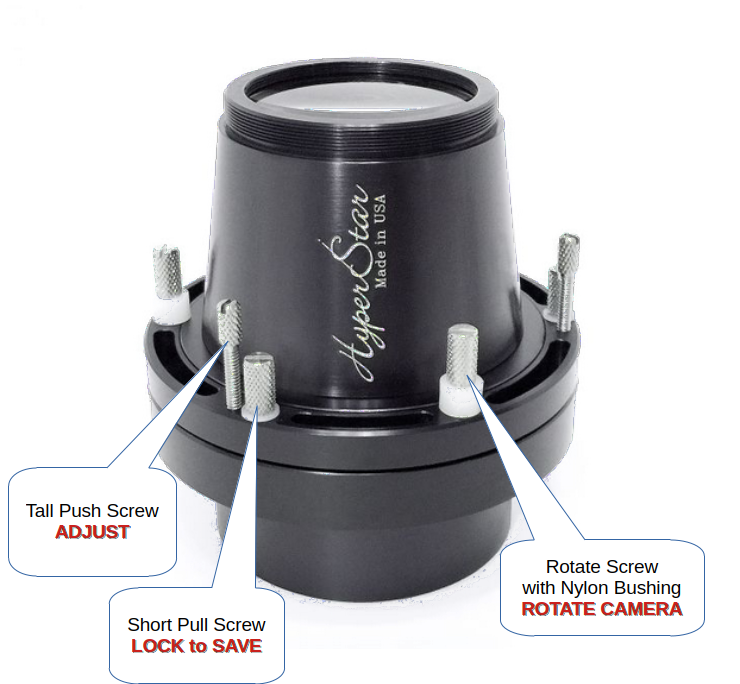 HyperStar
Made in USA
Tall Push Screw
ADJUST
Short Pull Screw
LOCK to SAVE
Rotate Screw
with Nylon Bushing
ROTATE CAMERA